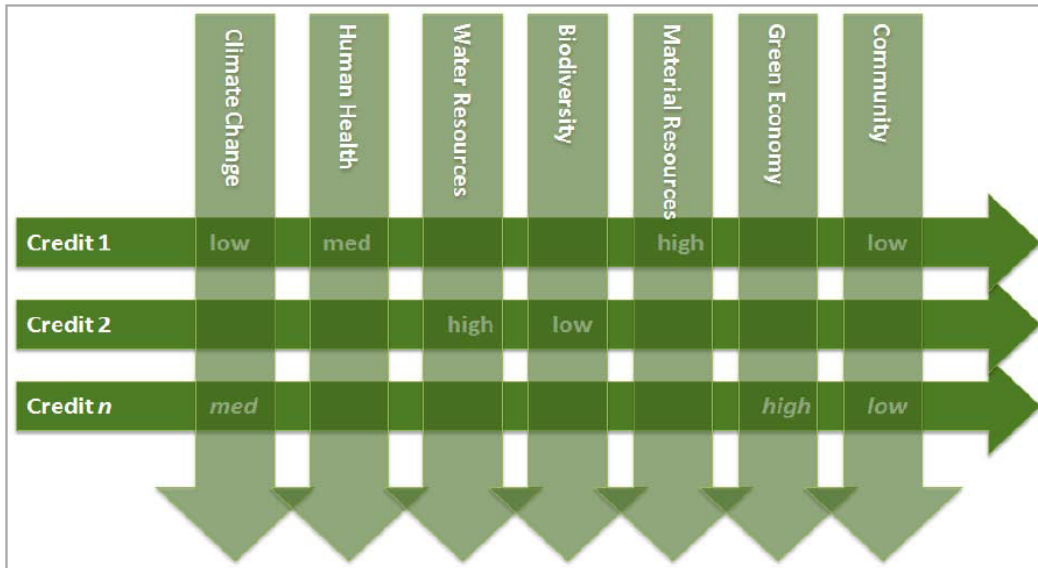 Climate Change
Human Health
Water Resources
Biodiversity
Material Resources
Green Economy
Community
Credit 1 low med high low
Credit 2 high low
Credit n med high low